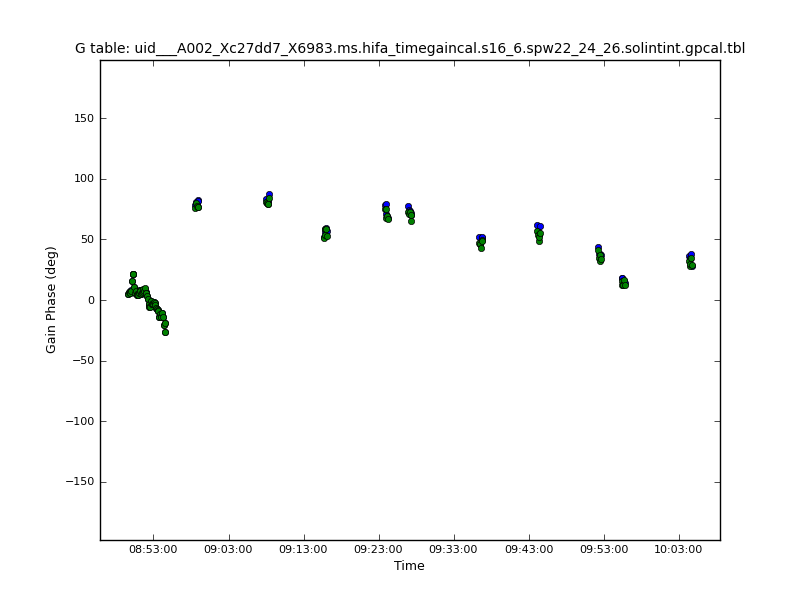 G table: uid___A002_Xc27dd7_X6983.ms.hifa_timegaincal.s16_6.spw22_24_26.solintint.gpcal.tbl
150
100
50
0
−50
−100
−150
Gain Phase (deg)
08:53:00 09:03:00 09:13:00 09:23:00 09:33:00 09:43:00 09:53:00 10:03:00
Time